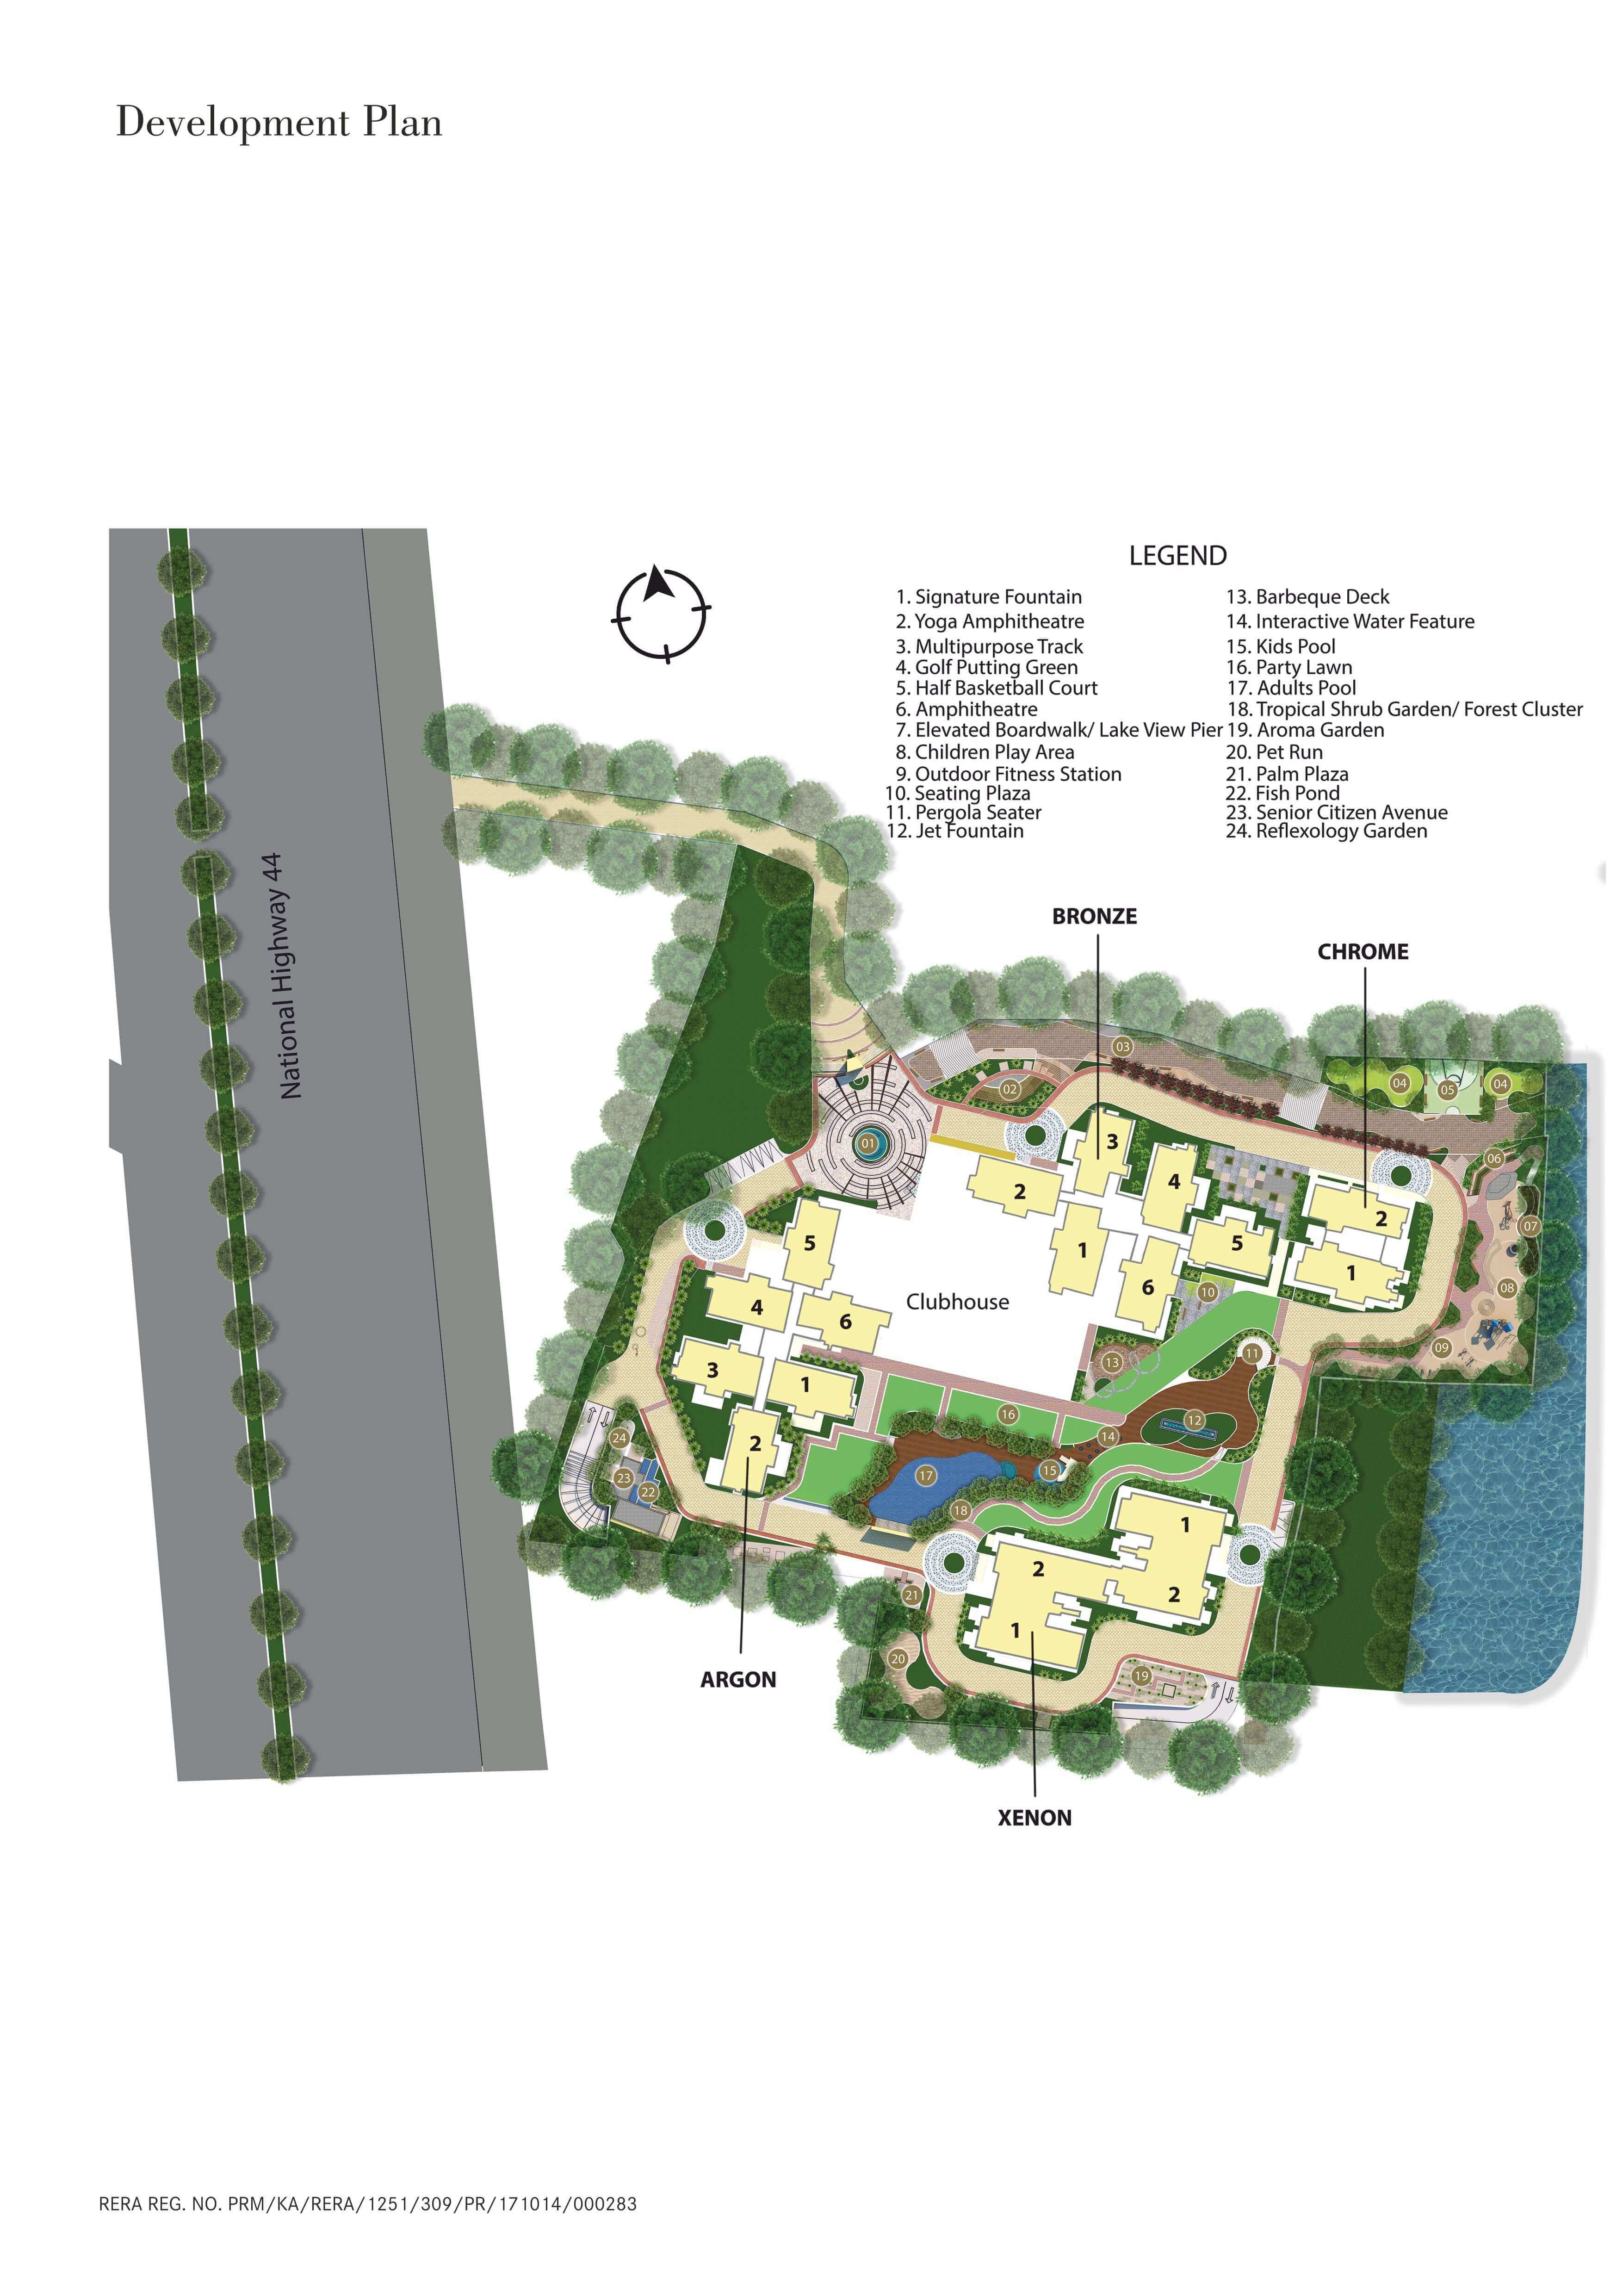 Development Plan
LEGEND
1. Signature Fountain
2. Yoga Amphitheatre
3. Multipurpose Track
4. Golf Putting Green
5. Half Basketball Court
6. Amphitheatre
7. Elevated Boardwalk/ Lake View Pier
8. Children Play Area
9. Outdoor Fitness Station
10. Seating Plaza
11. Pergola Seater
12. Jet Fountain
13. Barbeque Deck
14. Interactive Water Feature
15. Kids Pool
16. Party Lawn
17. Adults Pool
18. Tropical Shrub Garden/ Forest Cluster
19. Aroma Garden
20. Pet Run
21. Palm Plaza
22. Fish Pond
23. Senior Citizen Avenue
24. Reflexology Garden
National Highway 44
BRONZE
CHROME
03
04
05
04
02
01
3
06
4
2
2
07
5
5
1
1
6
08
10
4
Clubhouse
6
09
11
13
3
1
16
12
14
24
2
15
17
23
22
18
1
2
2
21
1
20
19
ARGON
XENON
RERA REG. NO. PRM/KA/RERA/1251/309/PR/171014/000283